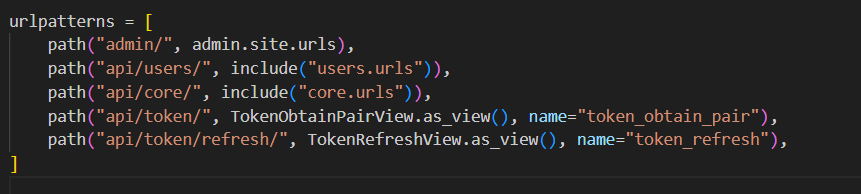 urlpatterns = [
    path("admin/", admin.site.urls),
    path("api/users/", include("users.urls")),
    path("api/core/", include("core.urls")),
    path("api/token/", TokenObtainPairView.as_view(), name="token_obtain_pair"),
    path("api/token/refresh/", TokenRefreshView.as_view(), name="token_refresh"),
]